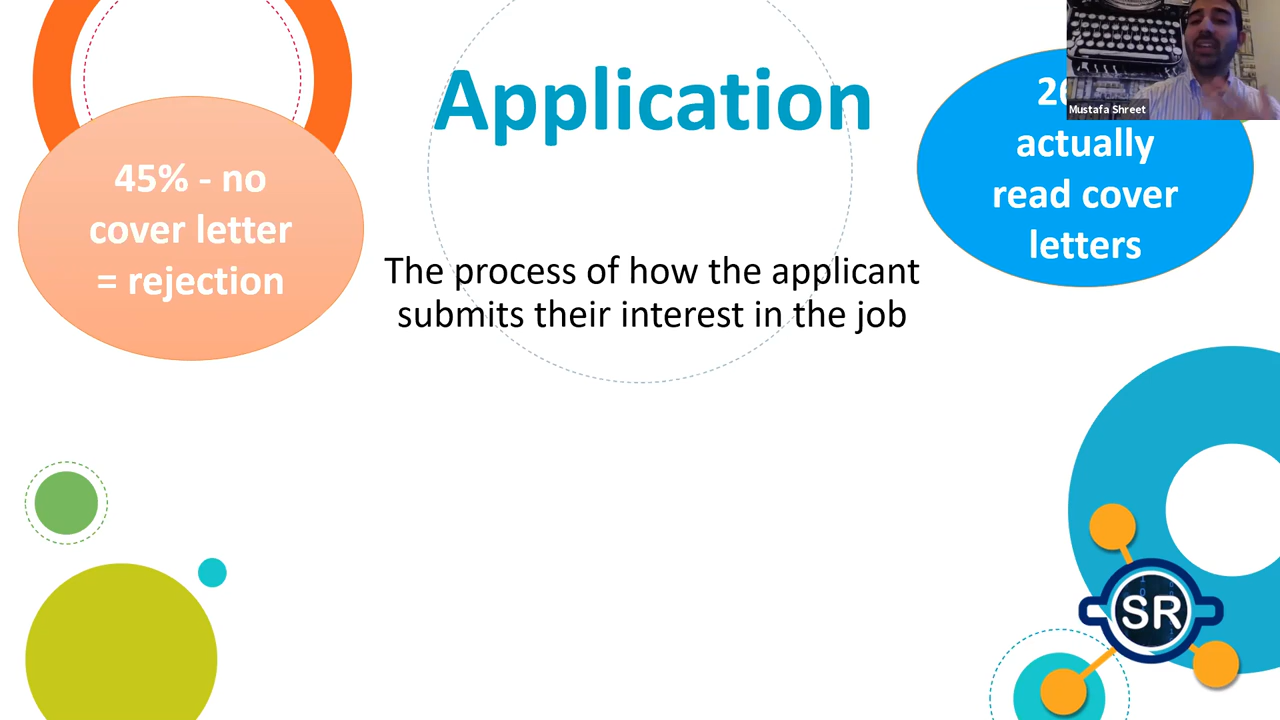 Application
45% - no
cover letter
= rejection
actually
read cover
letters
Mustafa Shreet
The process of how the applicant
submits their interest in the job
SR